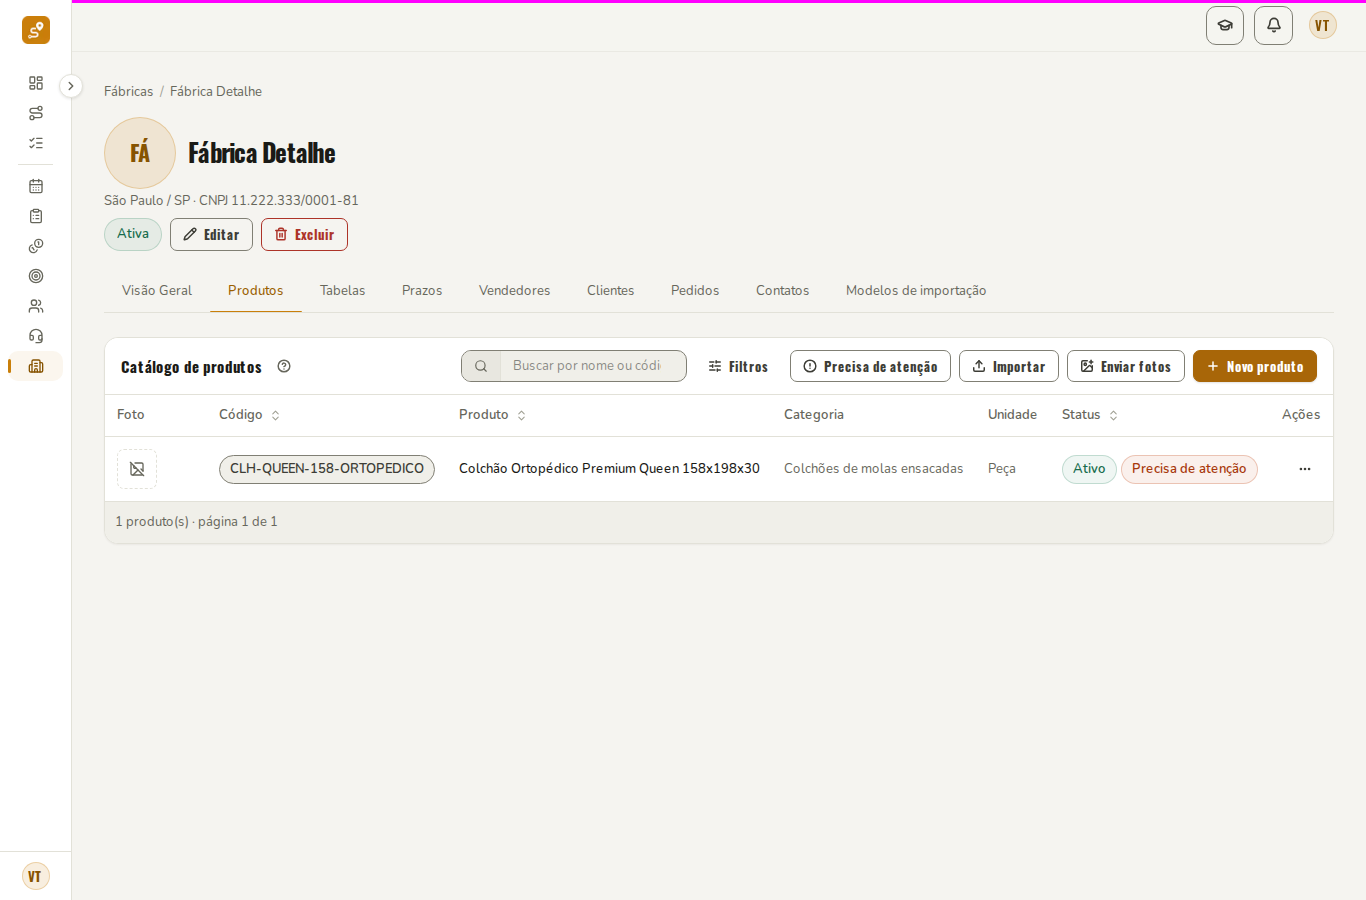 VT
Fábricas / Fábrica Detalhe
FÁ
Fábrica Detalhe
São Paulo / SP · CNPJ 11.222.333/0001-81
Ativa
Editar
Excluir
Visão Geral
Produtos
Tabelas
Prazos
Vendedores
Clientes
Pedidos
Contatos
Modelos de importação
Catálogo de produtos
Buscar por nome ou códi
Filtros
Precisa de atenção
Importar
Enviar fotos
Novo produto
Foto
Código
Produto
Categoria
Unidade
Status
Ações
CLH-QUEEN-158-ORTOPEDICO
Colchão Ortopédico Premium Queen 158x198x30
Colchões de molas ensacadas
Peça
Ativo
Precisa de atenção
1 produto(s) · página 1 de 1
VT